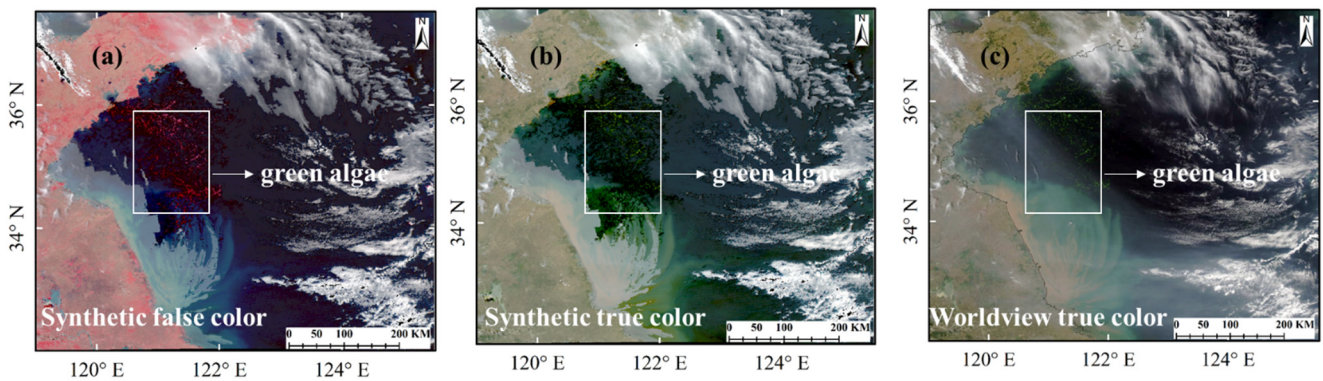 (a)
N
36° N
34° N
green algae
Synthetic false color
0 50 100 200 KM
120° E 122° E 124° E
(b)
N
36° N
34° N
green algae
Synthetic true color
0 50 100 200 KM
120° E 122° E 124° E
(c)
N
36° N
34° N
green algae
Worldview true color
0 50 100 200 KM
120° E 122° E 124° E